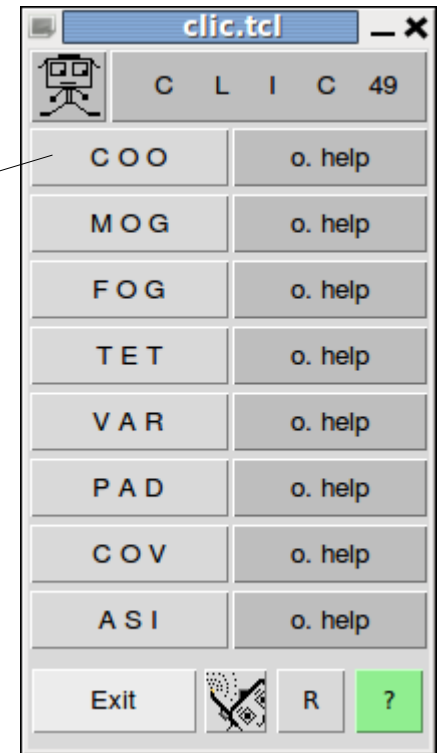 clic.tcl
C L I C 49
C O O o. help
M O G o. help
F O G o. help
T E T o. help
V A R o. help
P A D o. help
C O V o. help
A S I o. help
Exit R ?